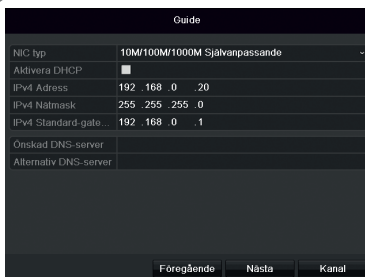 Guide
NIC typ 10M/100M/1000M Självanpassande
Aktivera DHCP
IPv4 Adress 192 .168 .0 .20
IPv4 Nätmask 255 .255 .255 .0
IPv4 Standard-gate... 192 .168 .0 .1
Önskad DNS-server
Alternativ DNS-server
Föregående Nästa Kanal